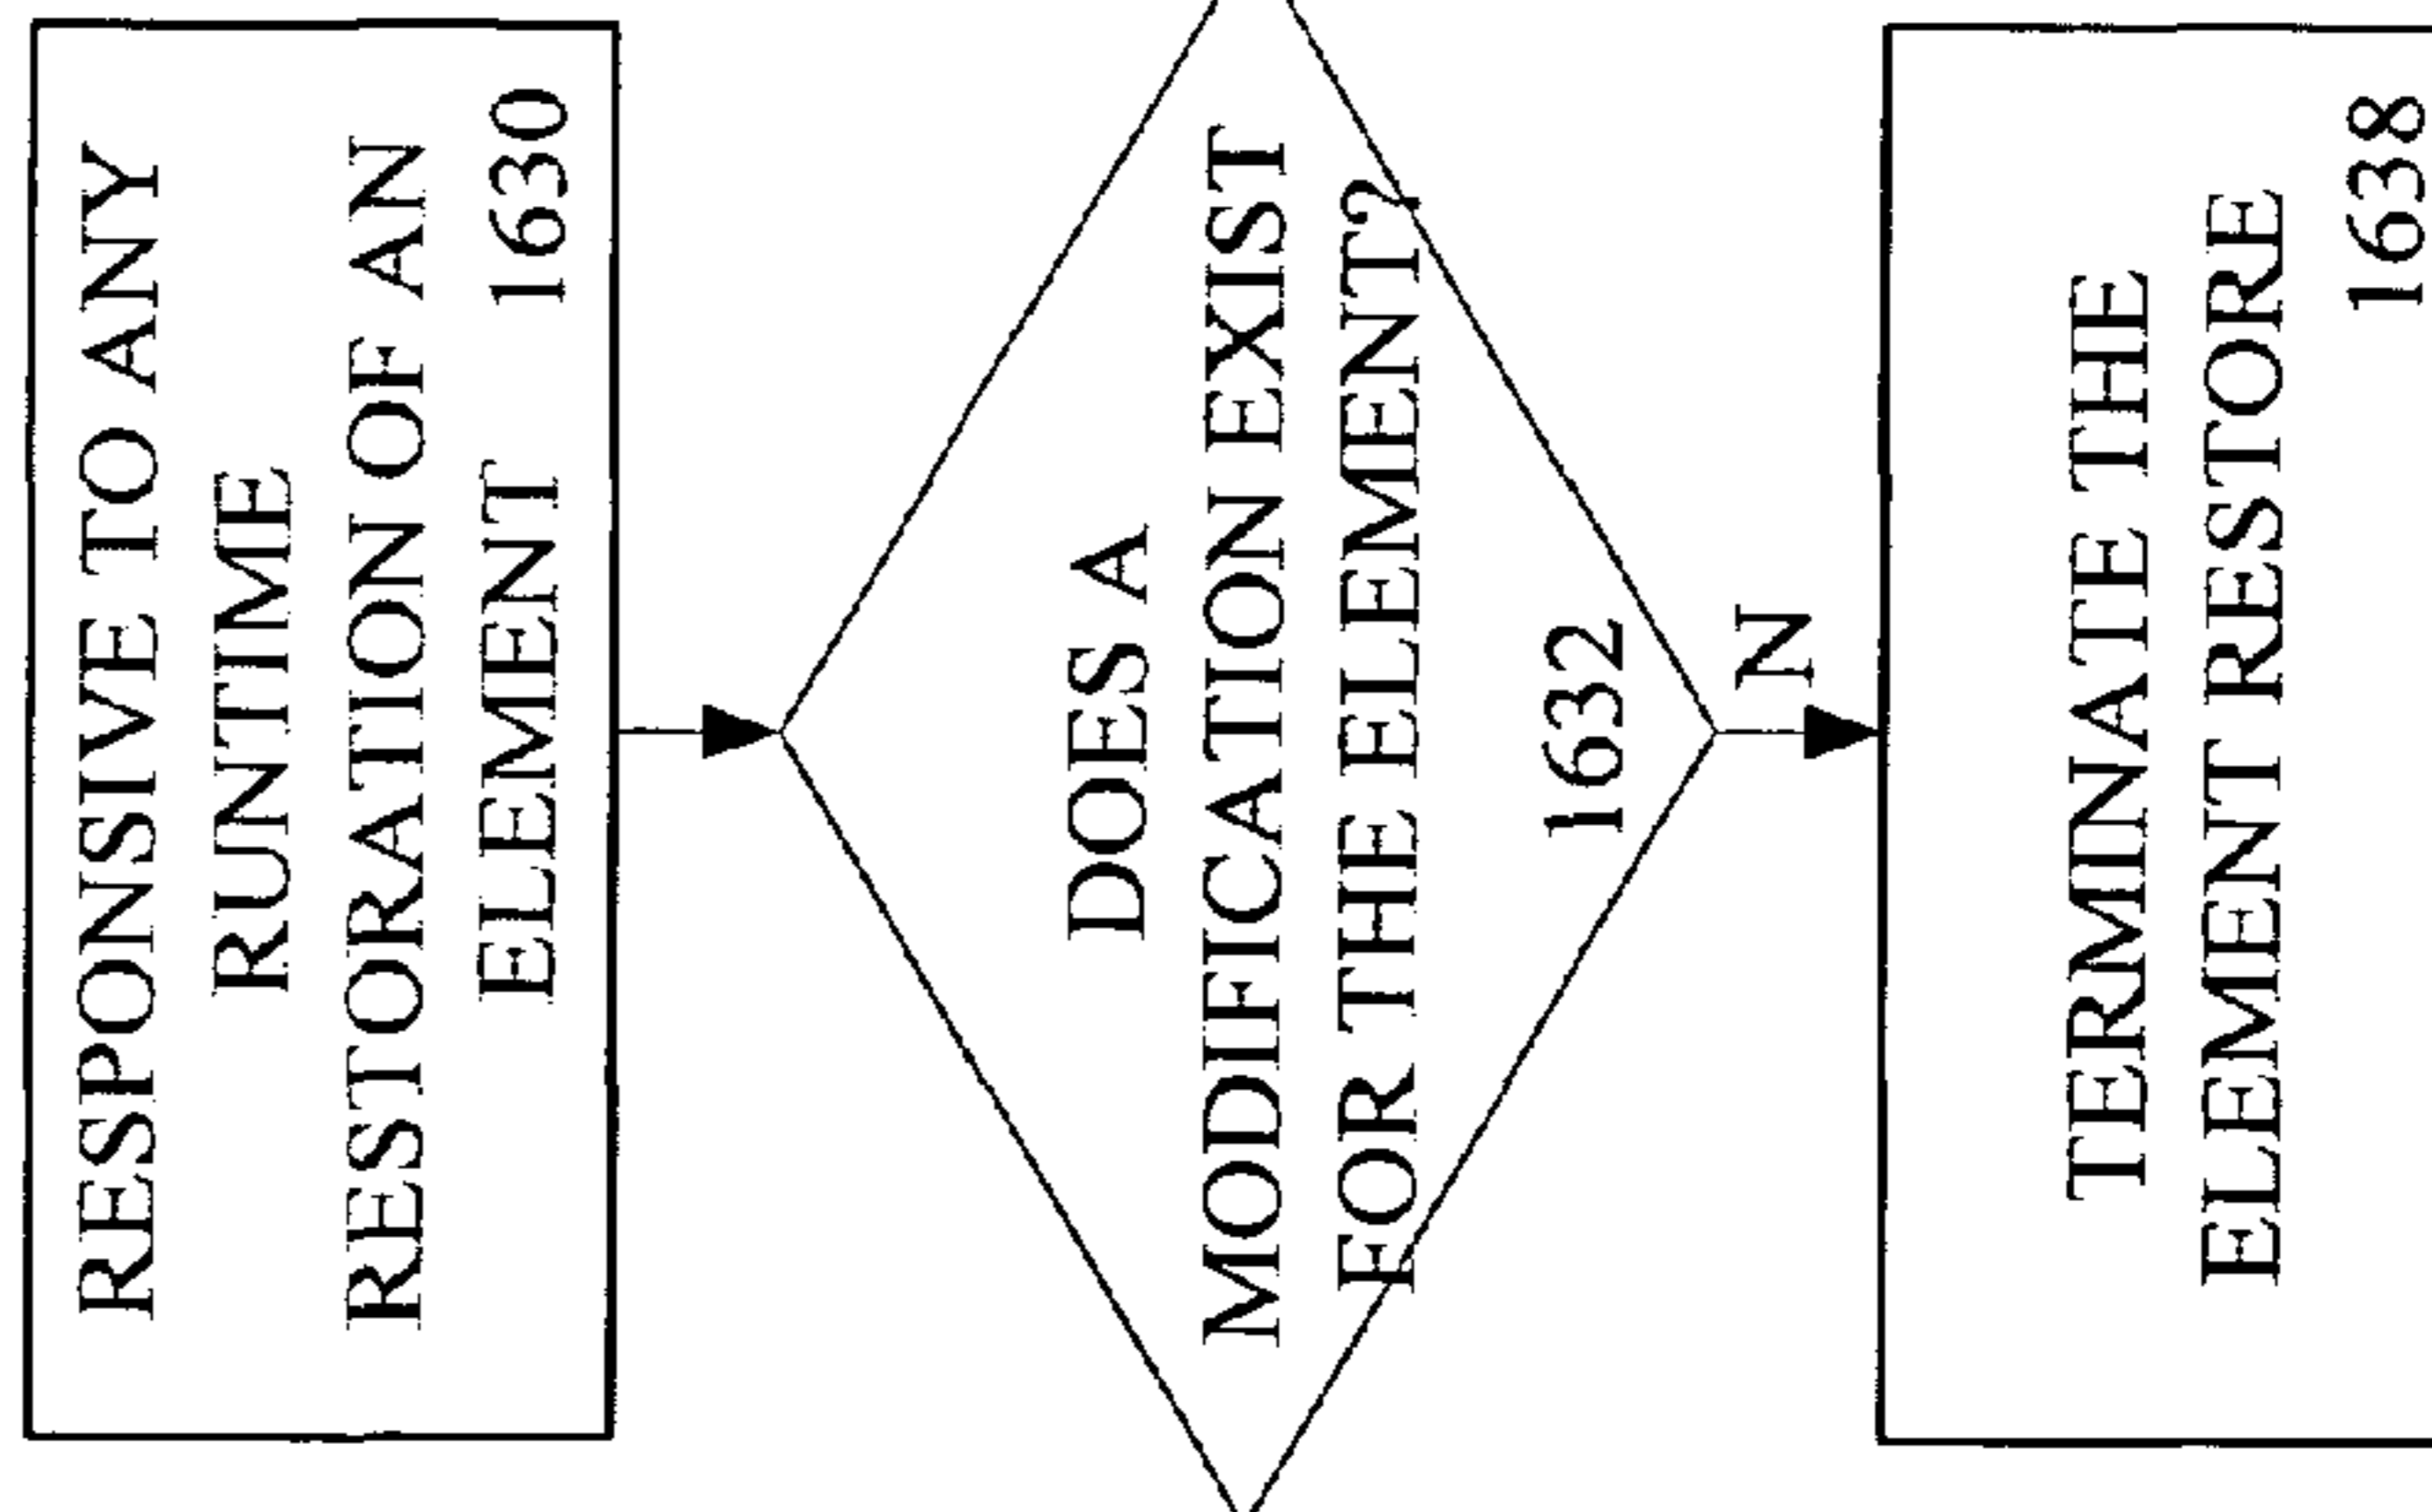 RESPONSIVE TO ANY
RUNTIME
RESTORATION OF AN
ELEMENT 1630
DOES A
MODIFICATION EXIST
FOR THE ELEMENT?
1632
N
TERMINATE THE
ELEMENT RESTORE
1638